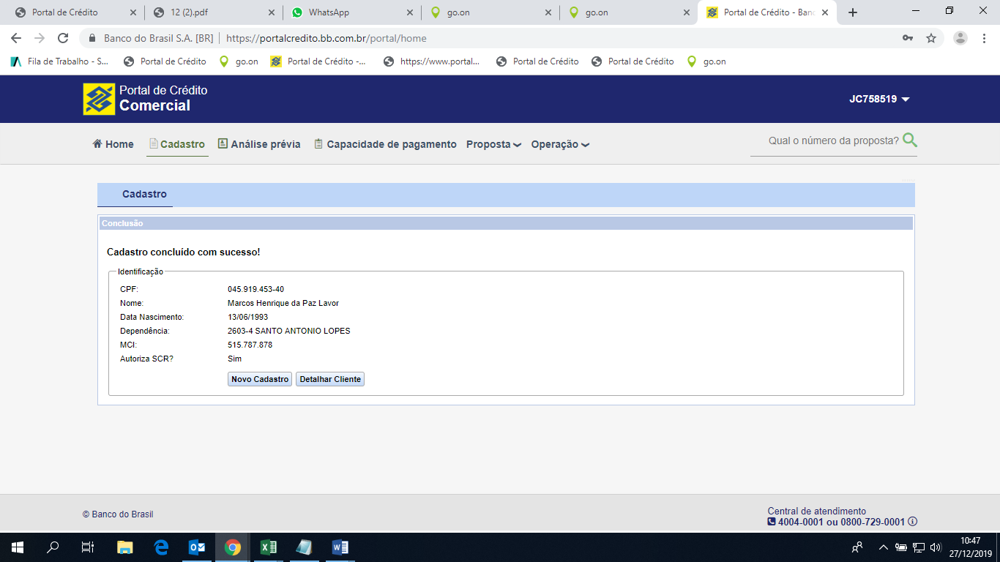 Portal de Crédito
12 (2).pdf
WhatsApp
go.on
go.on
Portal de Crédito - Banc
Banco do Brasil S.A. [BR] | https://portalcredito.bb.com.br/portal/home
Fila de Trabalho - S... Portal de Crédito go.on Portal de Crédito -... https://www.portal... Portal de Crédito Portal de Crédito go.on
Portal de Crédito
Comercial
JC758519
Home Cadastro Análise prévia Capacidade de pagamento Proposta Operação Qual o número da proposta?
Cadastro
Conclusão
Cadastro concluído com sucesso!
Identificação
CPF: 045.919.453-40
Nome: Marcos Henrique da Paz Lavor
Data Nascimento: 13/06/1993
Dependência: 2603-4 SANTO ANTONIO LOPES
MCI: 515.787.878
Autoriza SCR? Sim
Novo Cadastro Detalhar Cliente
© Banco do Brasil
Central de atendimento
4004-0001 ou 0800-729-0001
10:47
27/12/2019